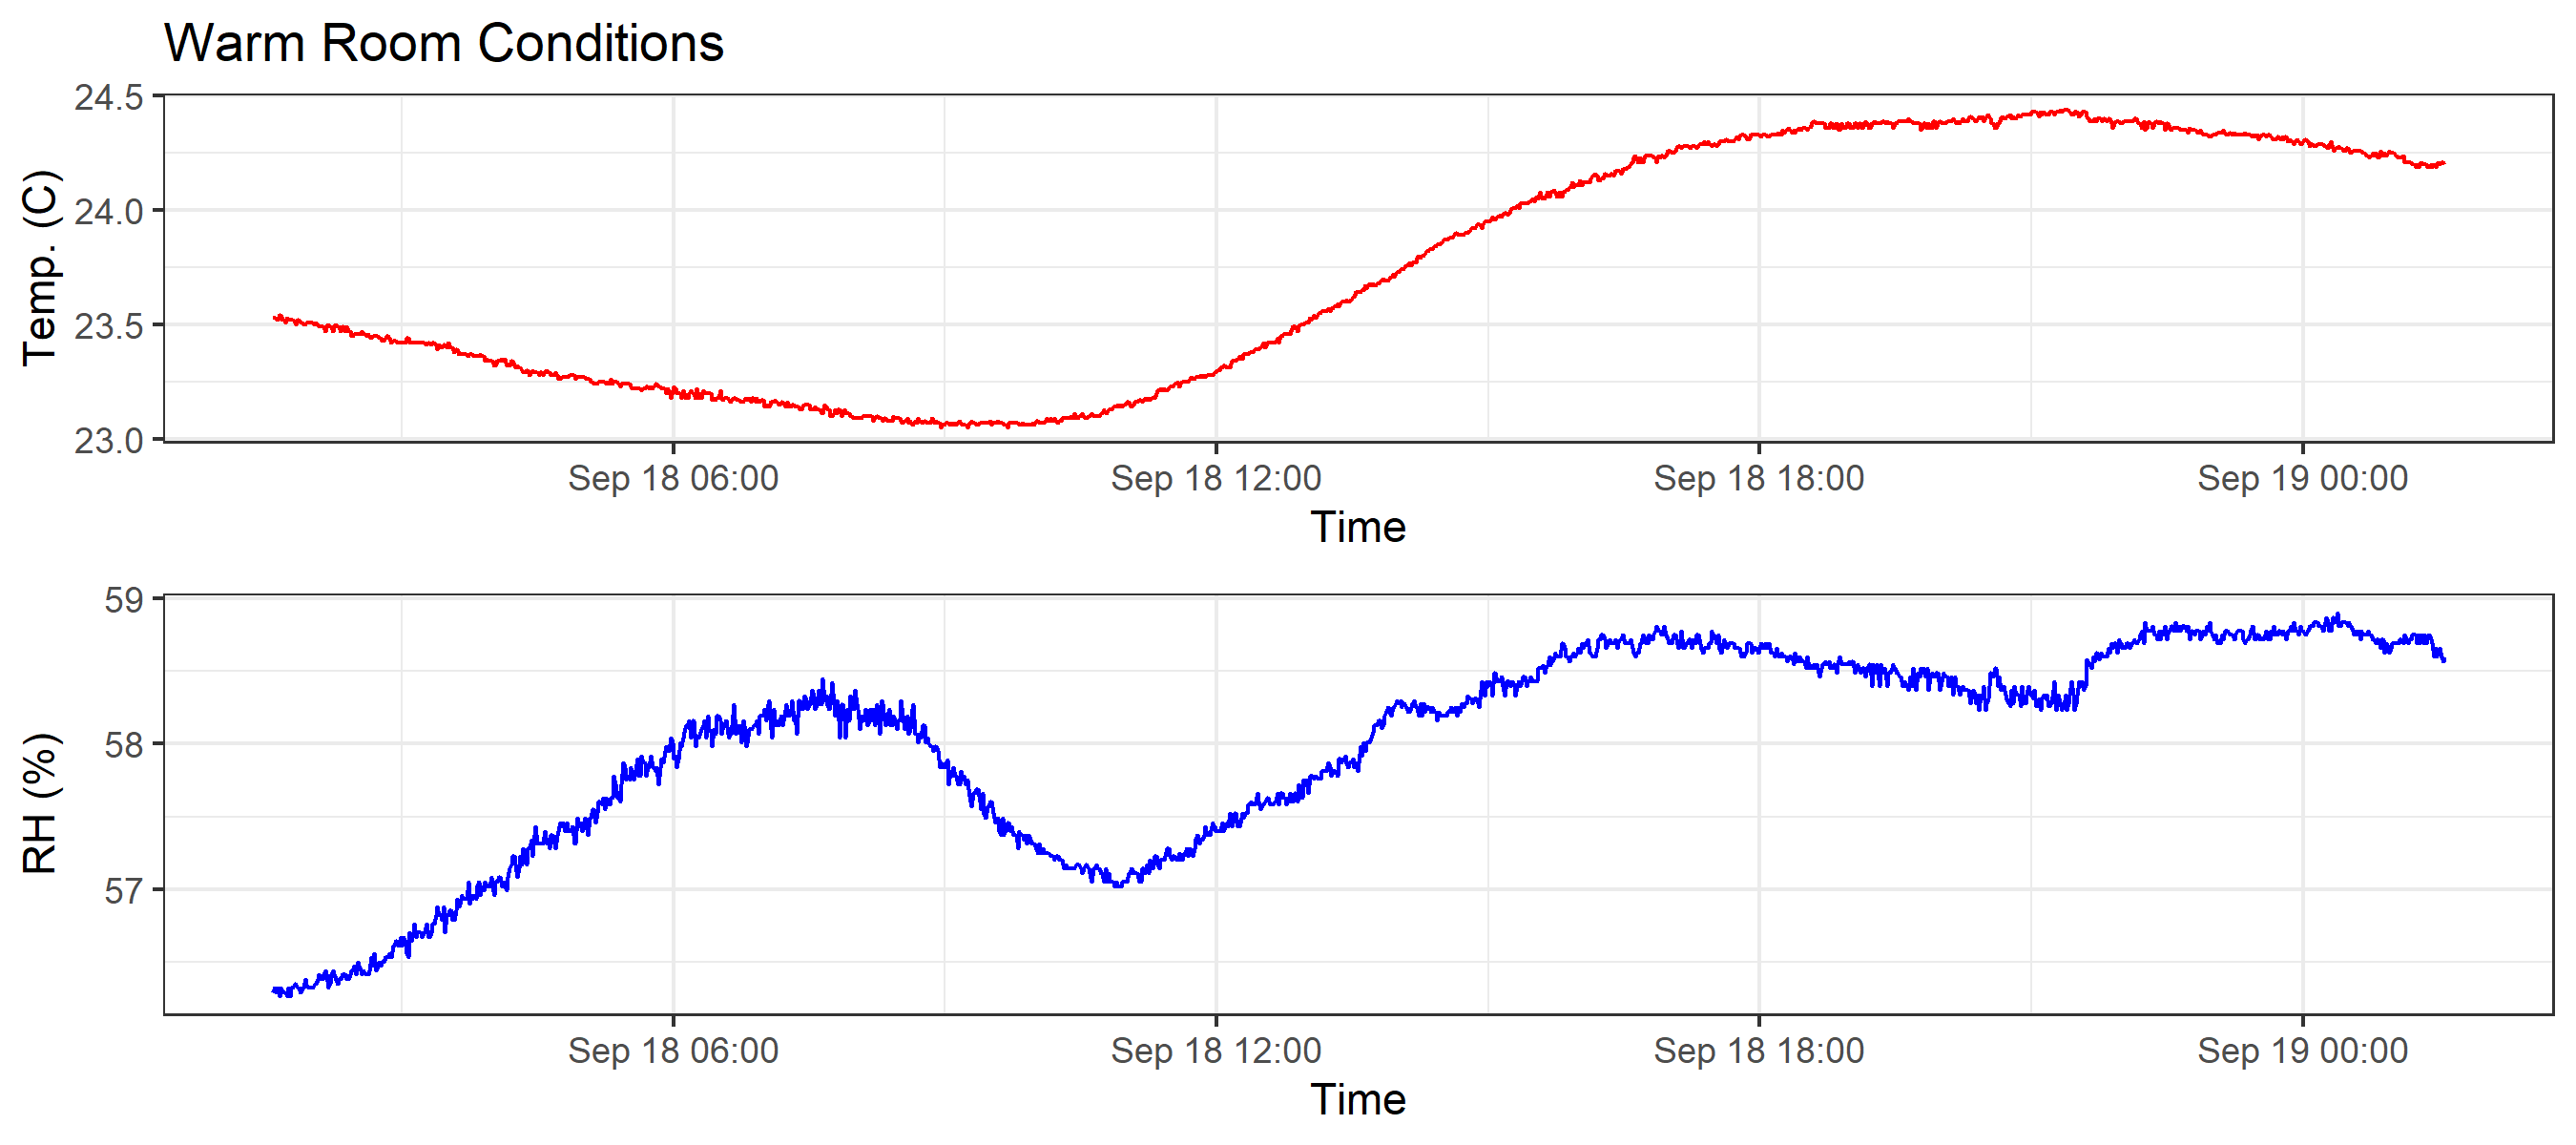 Warm Room Conditions
Temp. (C)
24.5
24.0
23.5
23.0
Sep 18 06:00 Sep 18 12:00 Sep 18 18:00 Sep 19 00:00
Time
RH (%)
59
58
57
Sep 18 06:00 Sep 18 12:00 Sep 18 18:00 Sep 19 00:00
Time